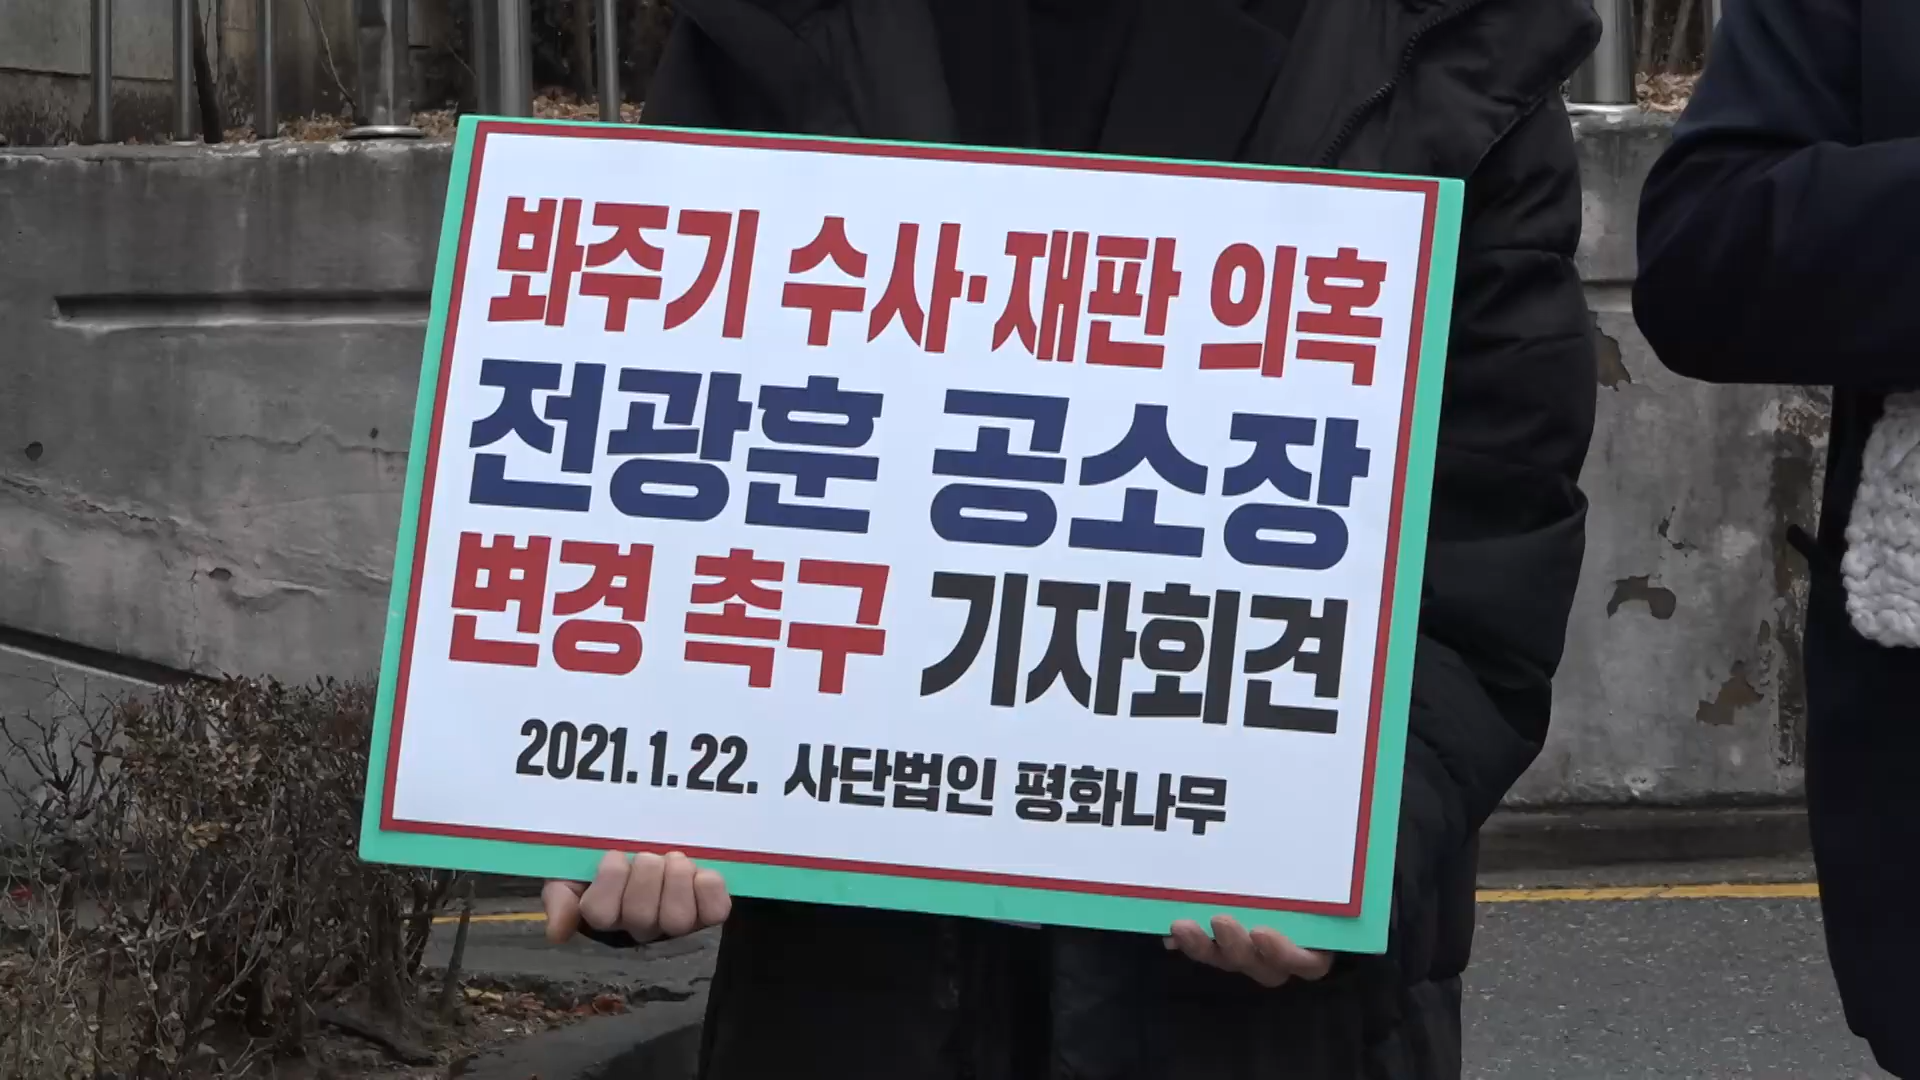 봐주기 수사·재판 의혹
전광훈 공소장
변경 촉구 기자회견
2021.1.22. 사단법인 평화나무